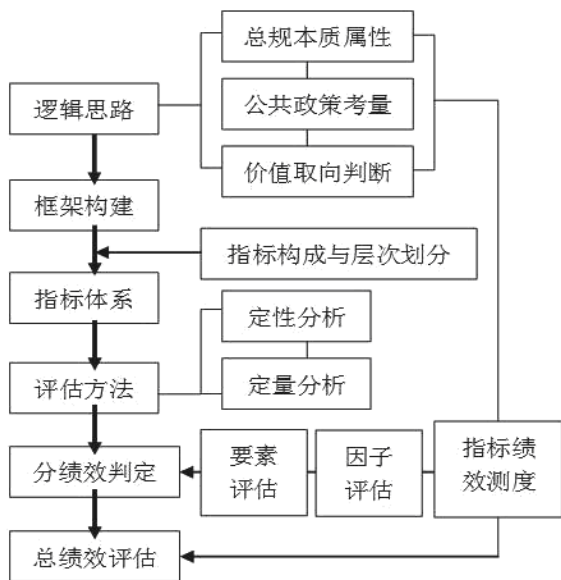 总规本质属性
逻辑思路
公共政策考量
价值取向判断
框架构建
指标构成与层次划分
指标体系
定性分析
评估方法
定量分析
分绩效判定
要素
评估
因子
评估
指标绩
效测度
总绩效评估